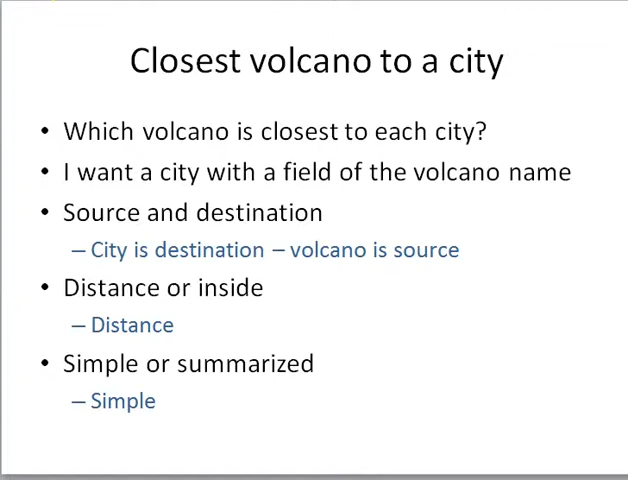 Closest volcano to a city
• Which volcano is closest to each city?
• I want a city with a field of the volcano name
• Source and destination
– City is destination – volcano is source
• Distance or inside
– Distance
• Simple or summarized
– Simple